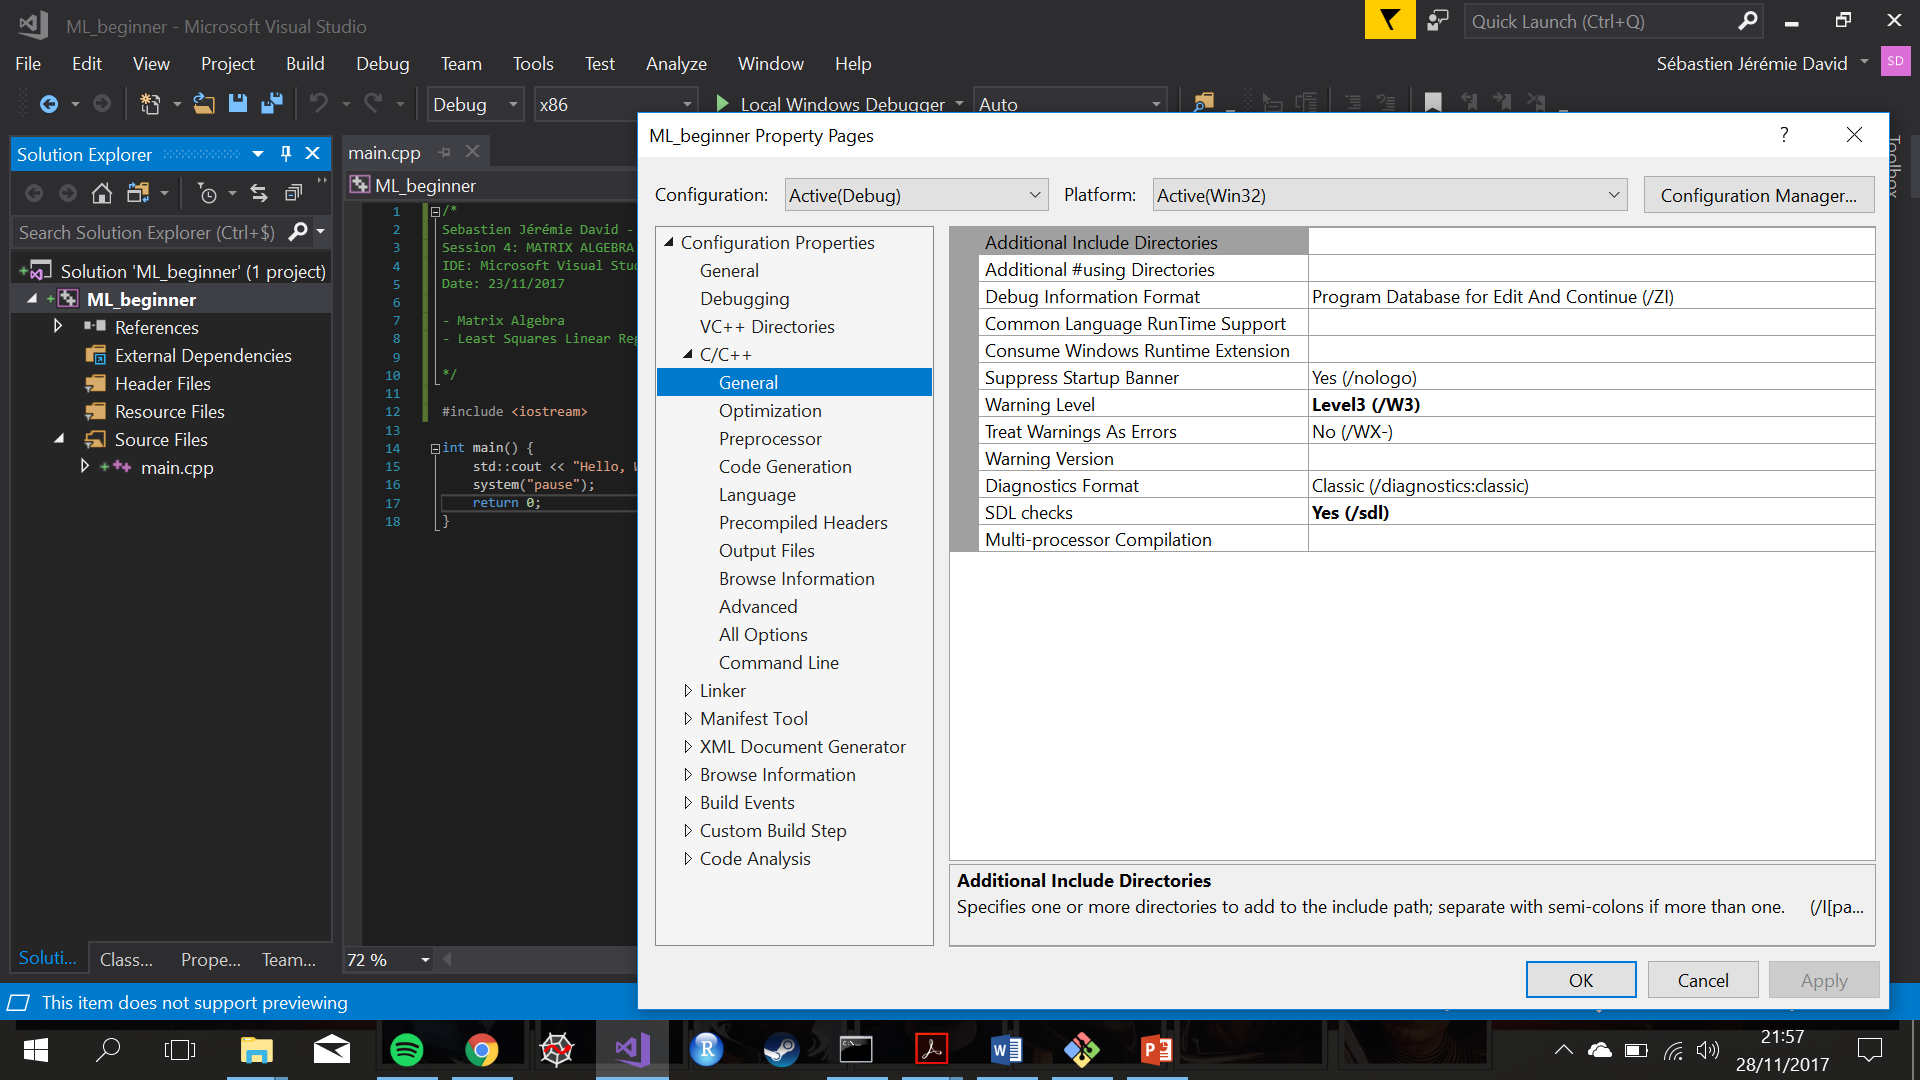 ML_beginner - Microsoft Visual Studio
Quick Launch (Ctrl+Q)
File Edit View Project Build Debug Team Tools Test Analyze Window Help
Sébastien Jérémie David SD
Debug x86 Local Windows Debugger Auto
Solution Explorer
Search Solution Explorer (Ctrl+$)
Solution 'ML_beginner' (1 project)
ML_beginner
References
External Dependencies
Header Files
Resource Files
Source Files
main.cpp
Soluti... Class... Prope... Team...
main.cpp
ML_beginner
1 /*
2 Sebastien Jérémie David -
3 Session 4: MATRIX ALGEBRA
4 IDE: Microsoft Visual Stu
5 Date: 23/11/2017
6
7 - Matrix Algebra
8 - Least Squares Linear Reg
9
10 */
11
12 #include <iostream>
13
14 int main() {
15 std::cout << "Hello, W
16 system("pause");
17 return 0;
18 }
72 %
Toolbox
ML_beginner Property Pages
?
Configuration: Active(Debug) Platform: Active(Win32) Configuration Manager...
Configuration Properties
General
Debugging
VC++ Directories
C/C++
General
Optimization
Preprocessor
Code Generation
Language
Precompiled Headers
Output Files
Browse Information
Advanced
All Options
Command Line
Linker
Manifest Tool
XML Document Generator
Browse Information
Build Events
Custom Build Step
Code Analysis
Additional Include Directories
Additional #using Directories
Debug Information Format Program Database for Edit And Continue (/ZI)
Common Language RunTime Support
Consume Windows Runtime Extension
Suppress Startup Banner Yes (/nologo)
Warning Level Level3 (/W3)
Treat Warnings As Errors No (/WX-)
Warning Version
Diagnostics Format Classic (/diagnostics:classic)
SDL checks Yes (/sdl)
Multi-processor Compilation
Additional Include Directories
Specifies one or more directories to add to the include path; separate with semi-colons if more than one. (/I[pa...
OK Cancel Apply
This item does not support previewing
21:57
28/11/2017